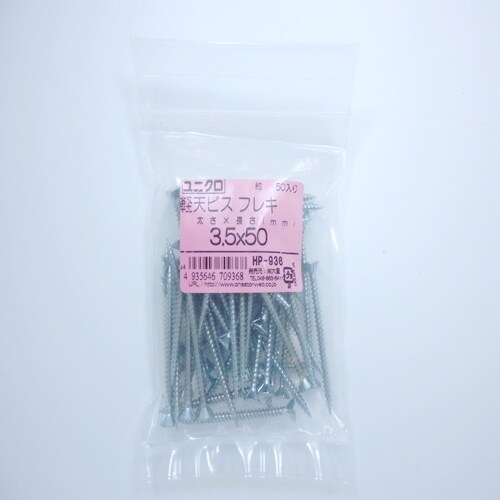 ユニクロ 約 50入り
軽天ビス フレキ
太さ×長さ(mm)
3.5x50
HP-936
4 935646 709368